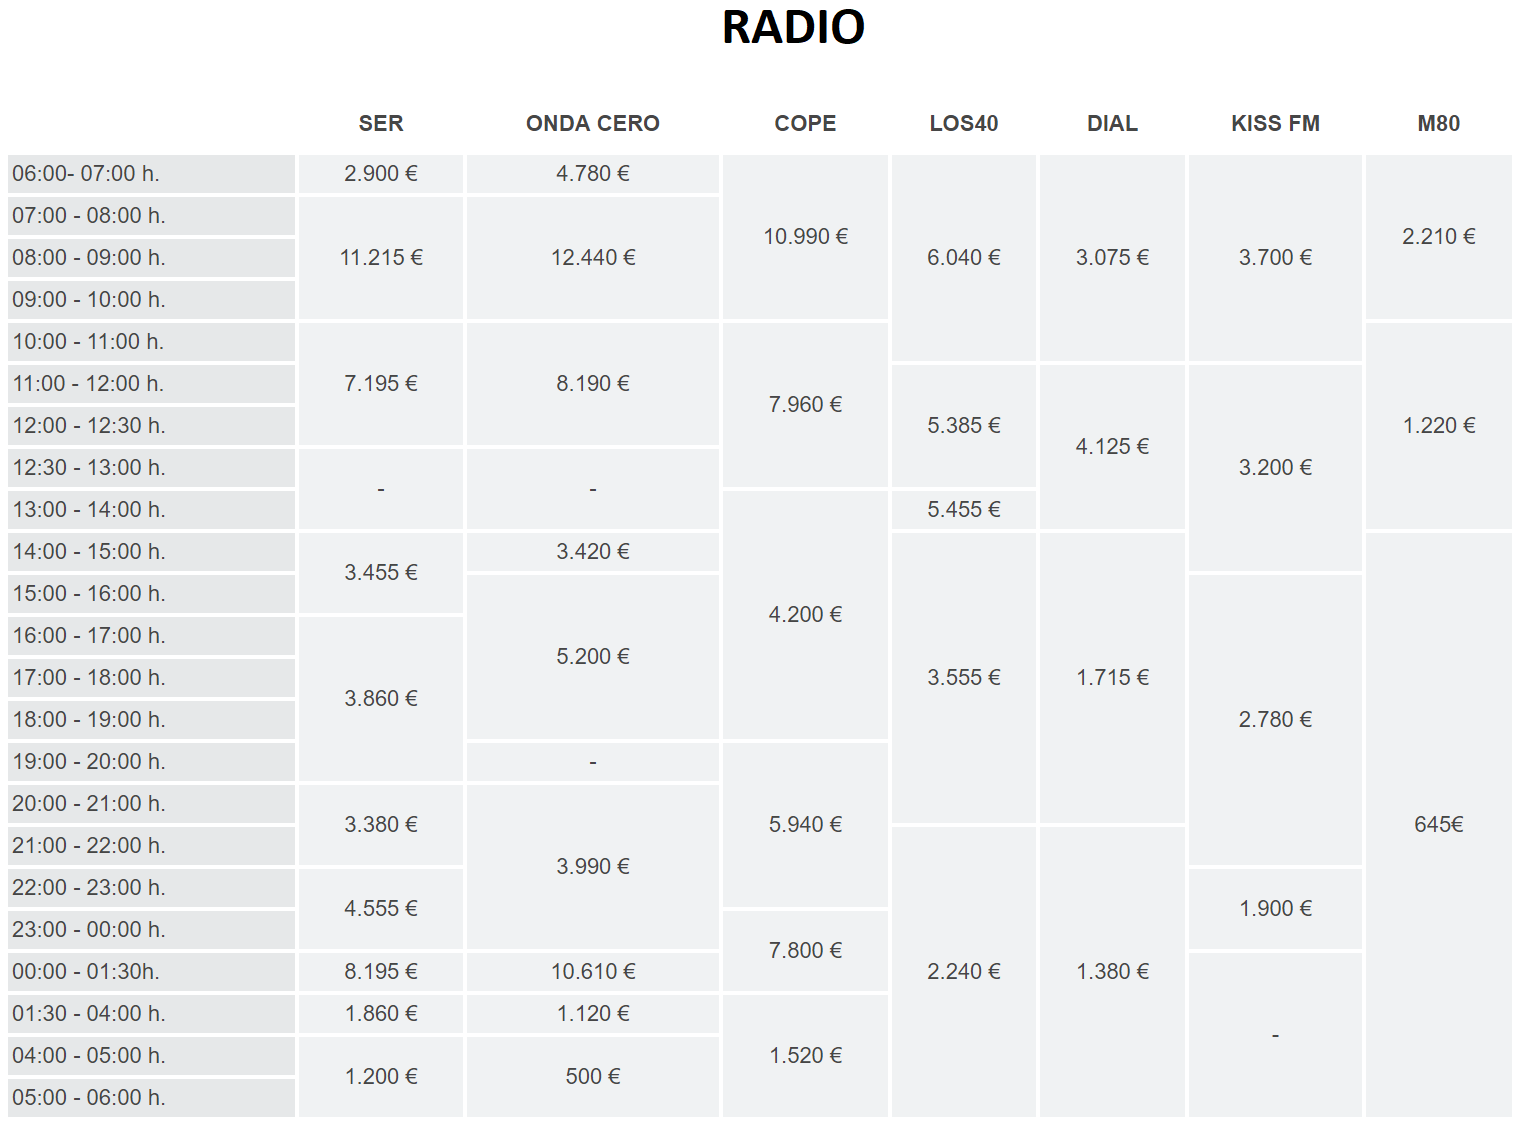 RADIO
SER ONDA CERO COPE LOS40 DIAL KISS FM M80
06:00- 07:00 h. 2.900 € 4.780 €
07:00 - 08:00 h.
10.990 € 2.210 €
08:00 - 09:00 h. 11.215 € 12.440 € 6.040 € 3.075 € 3.700 €
09:00 - 10:00 h.
10:00 - 11:00 h.
11:00 - 12:00 h. 7.195 € 8.190 €
7.960 €
12:00 - 12:30 h. 5.385 € 1.220 €
4.125 €
12:30 - 13:00 h. 3.200 €
- -
13:00 - 14:00 h. 5.455 €
14:00 - 15:00 h. 3.420 €
3.455 €
15:00 - 16:00 h.
4.200 €
16:00 - 17:00 h.
5.200 €
17:00 - 18:00 h. 3.555 € 1.715 €
3.860 €
18:00 - 19:00 h. 2.780 €
19:00 - 20:00 h. -
20:00 - 21:00 h.
3.380 € 5.940 € 645€
21:00 - 22:00 h.
3.990 €
22:00 - 23:00 h.
4.555 € 1.900 €
23:00 - 00:00 h.
7.800 €
00:00 - 01:30h. 8.195 € 10.610 € 2.240 € 1.380 €
01:30 - 04:00 h. 1.860 € 1.120 €
-
04:00 - 05:00 h. 1.520 €
1.200 € 500 €
05:00 - 06:00 h.